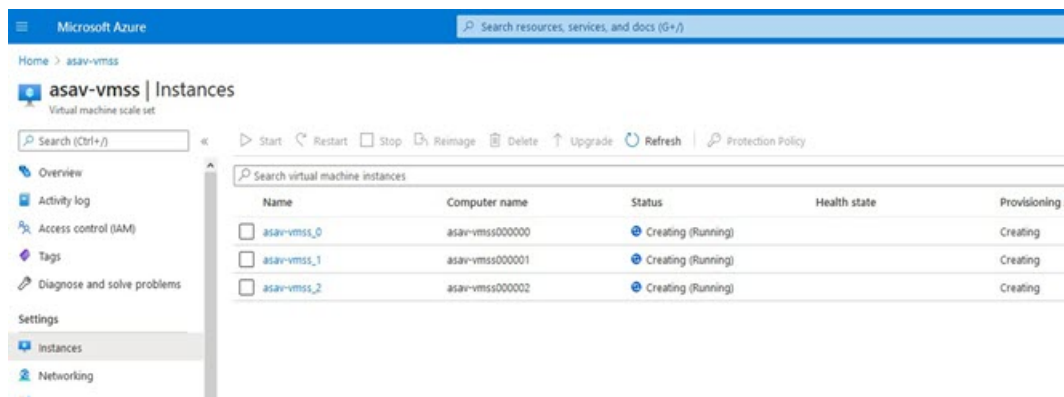 Microsoft Azure
Search resources, services, and docs (G+/)
Home > asav-vmss
asav-vmss | Instances
Virtual machine scale set
Search (Ctrl+/)
«
Start Restart Stop Reimage Delete Upgrade Refresh Protection Policy
Overview
Activity log
Access control (IAM)
Tags
Diagnose and solve problems
Settings
Instances
Networking
Search virtual machine instances
Name Computer name Status Health state Provisioning
asav-vmss_0 asav-vmss000000 Creating (Running) Creating
asav-vmss_1 asav-vmss000001 Creating (Running) Creating
asav-vmss_2 asav-vmss000002 Creating (Running) Creating